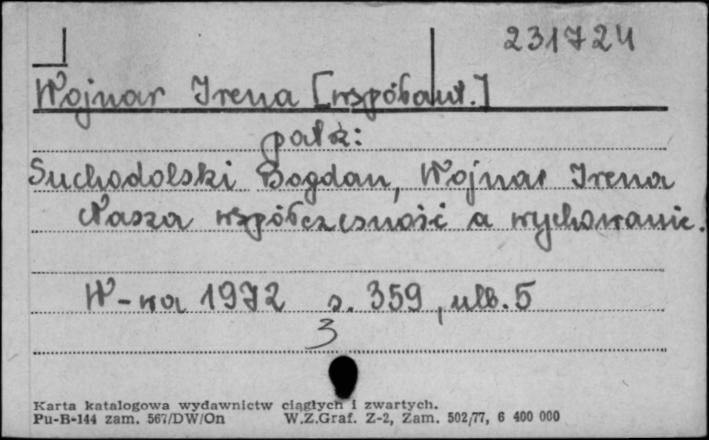 231724
Wojnar Irena [współaut.]
patrz:
Suchodolski Bogdan, Wojnar Irena
Nasza współczesność a wychowanie.
W-wa 1972 s. 359, nlb. 5
3
Karta katalogowa wydawnictw ciągłych i zwartych.
Pu-B-144 zam. 567/DW/On W.Z.Graf. Z-2, Zam. 502/77, 6 400 000